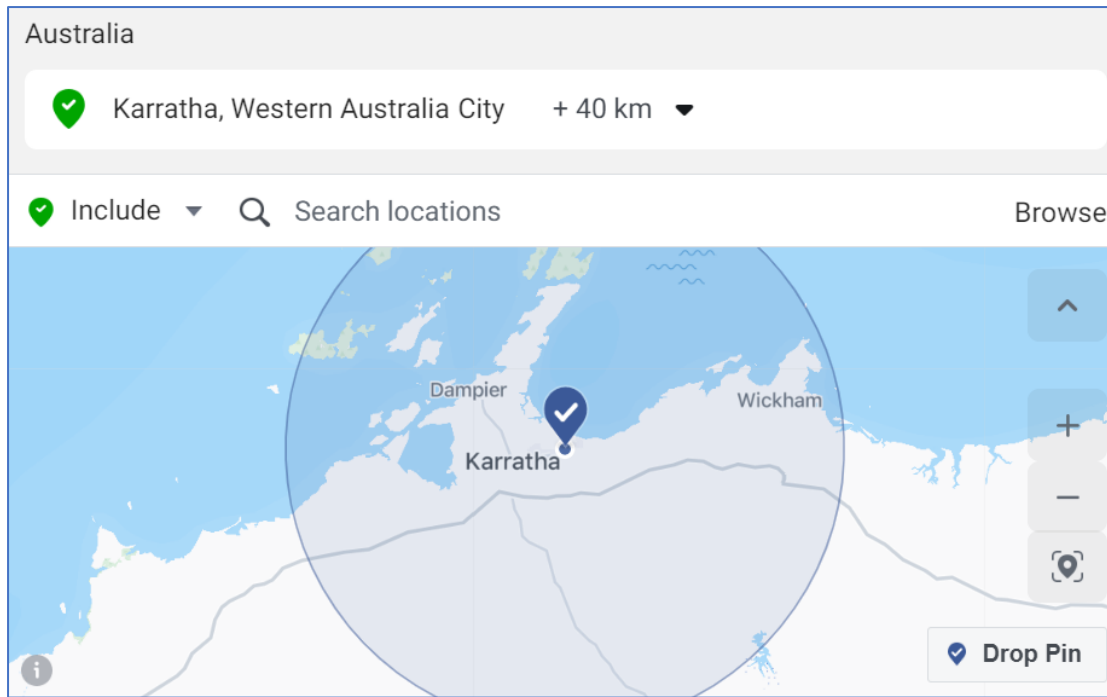 Australia
Karratha, Western Australia City + 40 km
Include Search locations Browse
Dampier
Wickham
Karratha
Drop Pin